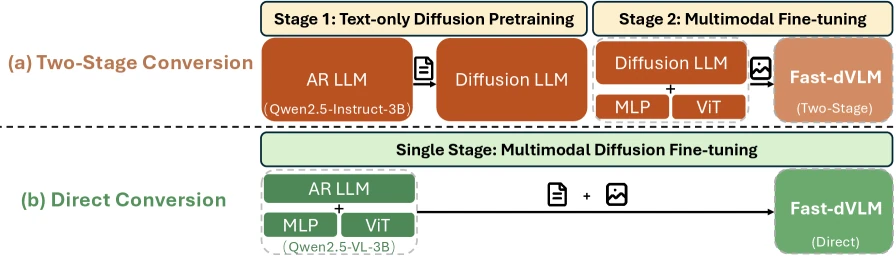 Stage 1: Text-only Diffusion Pretraining
Stage 2: Multimodal Fine-tuning
(a) Two-Stage Conversion
AR LLM
(Qwen2.5-Instruct-3B)
Diffusion LLM
Diffusion LLM
+
MLP
ViT
Fast-dVLM
(Two-Stage)
Single Stage: Multimodal Diffusion Fine-tuning
(b) Direct Conversion
AR LLM
+
MLP
ViT
(Qwen2.5-VL-3B)
+
Fast-dVLM
(Direct)